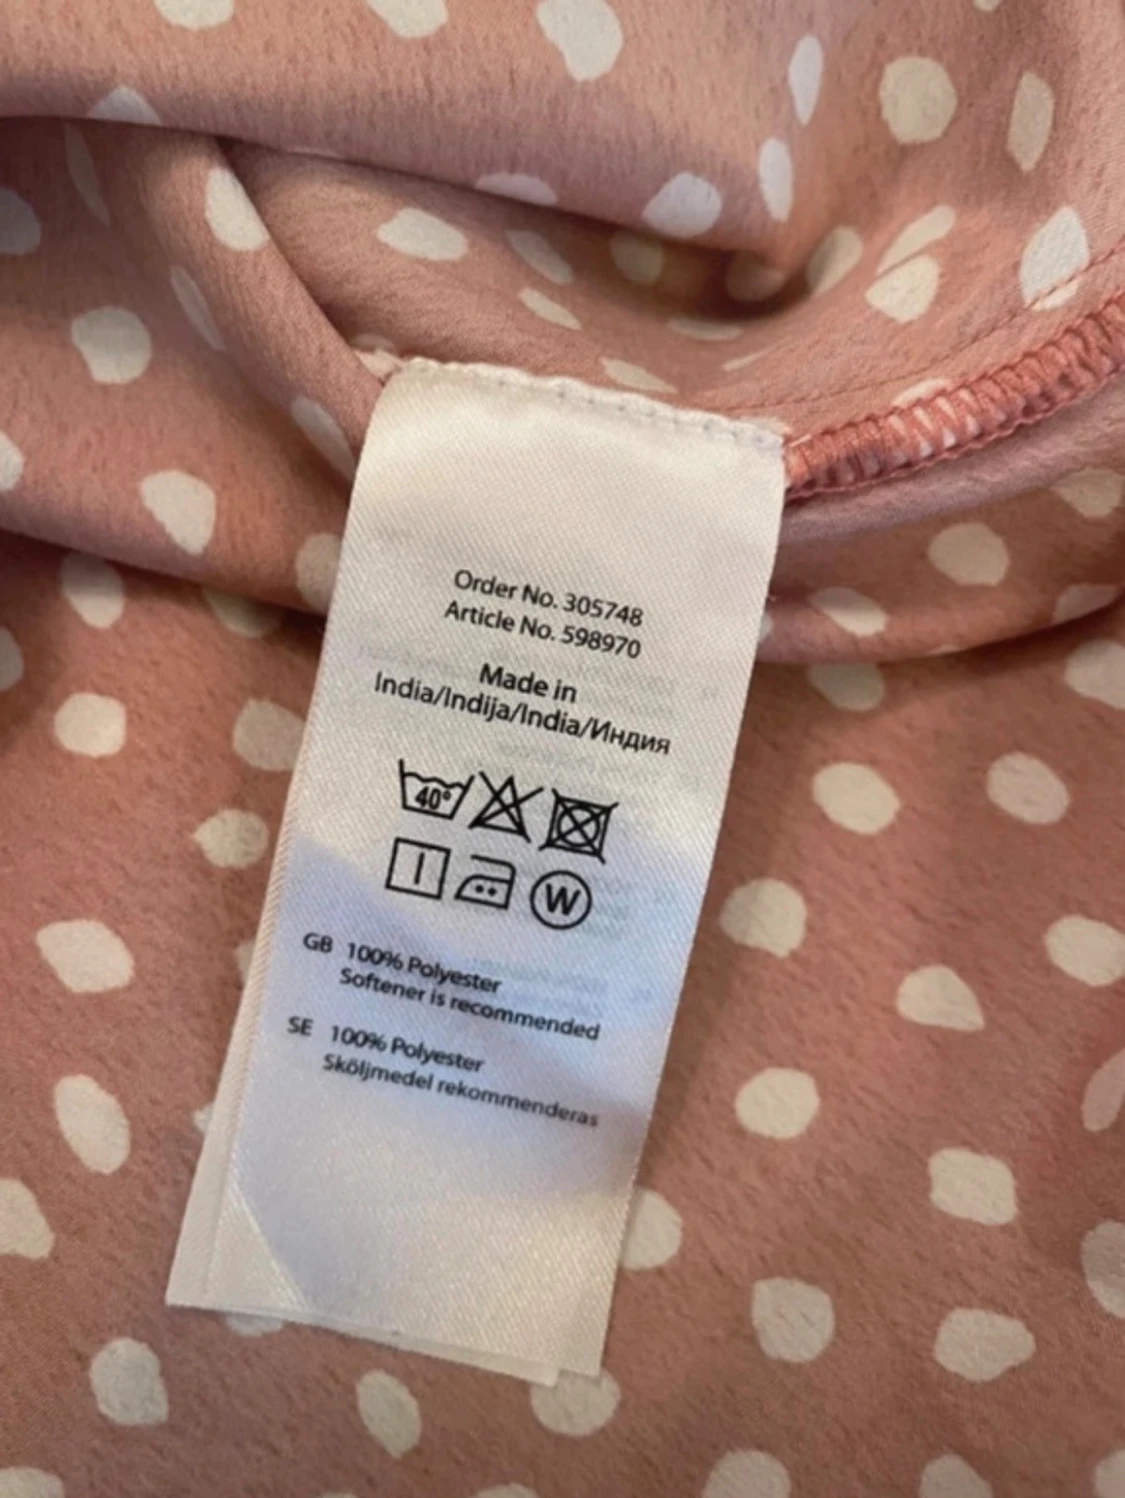 Order No. 305748
Article No. 598970
Made in
India/Indija/India/Индия
40°
W
GB 100% Polyester
Softener is recommended
SE 100% Polyester
Sköljmedel rekommenderas